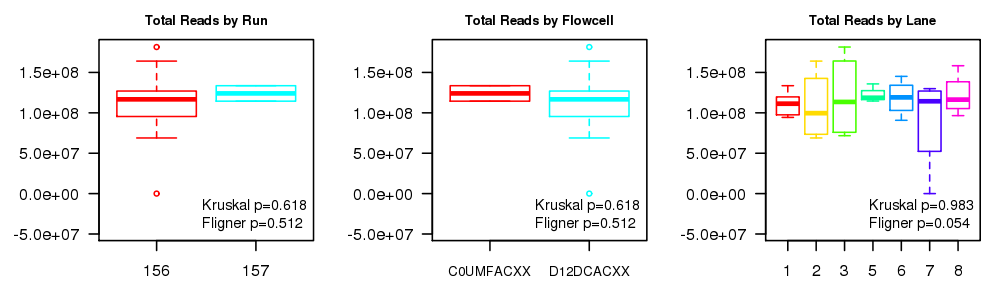 Total Reads by Run
1.5e+08
1.0e+08
5.0e+07
0.0e+00
-5.0e+07
Kruskal p=0.618
Fligner p=0.512
156 157
Total Reads by Flowcell
1.5e+08
1.0e+08
5.0e+07
0.0e+00
-5.0e+07
Kruskal p=0.618
Fligner p=0.512
C0UMFACXX D12DCACXX
Total Reads by Lane
1.5e+08
1.0e+08
5.0e+07
0.0e+00
-5.0e+07
Kruskal p=0.983
Fligner p=0.054
1 2 3 5 6 7 8